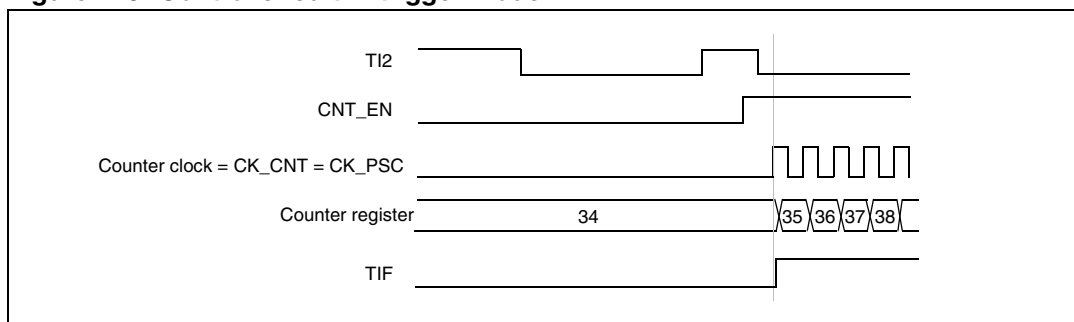 TI2
CNT_EN
Counter clock = CK_CNT = CK_PSC
Counter register 34 35 36 37 38
TIF